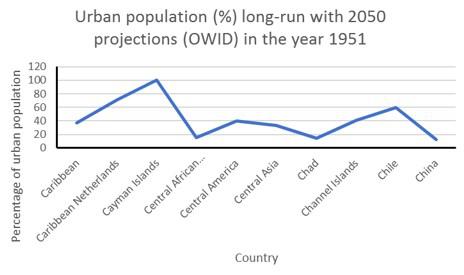 Urban population (%) long-run with 2050
projections (OWID) in the year 1951
Percentage of urban population
120
100
80
60
40
20
0
Caribbean
Caribbean Netherlands
Cayman Islands
Central African...
Central America
Central Asia
Chad
Channel Islands
Chile
China
Country